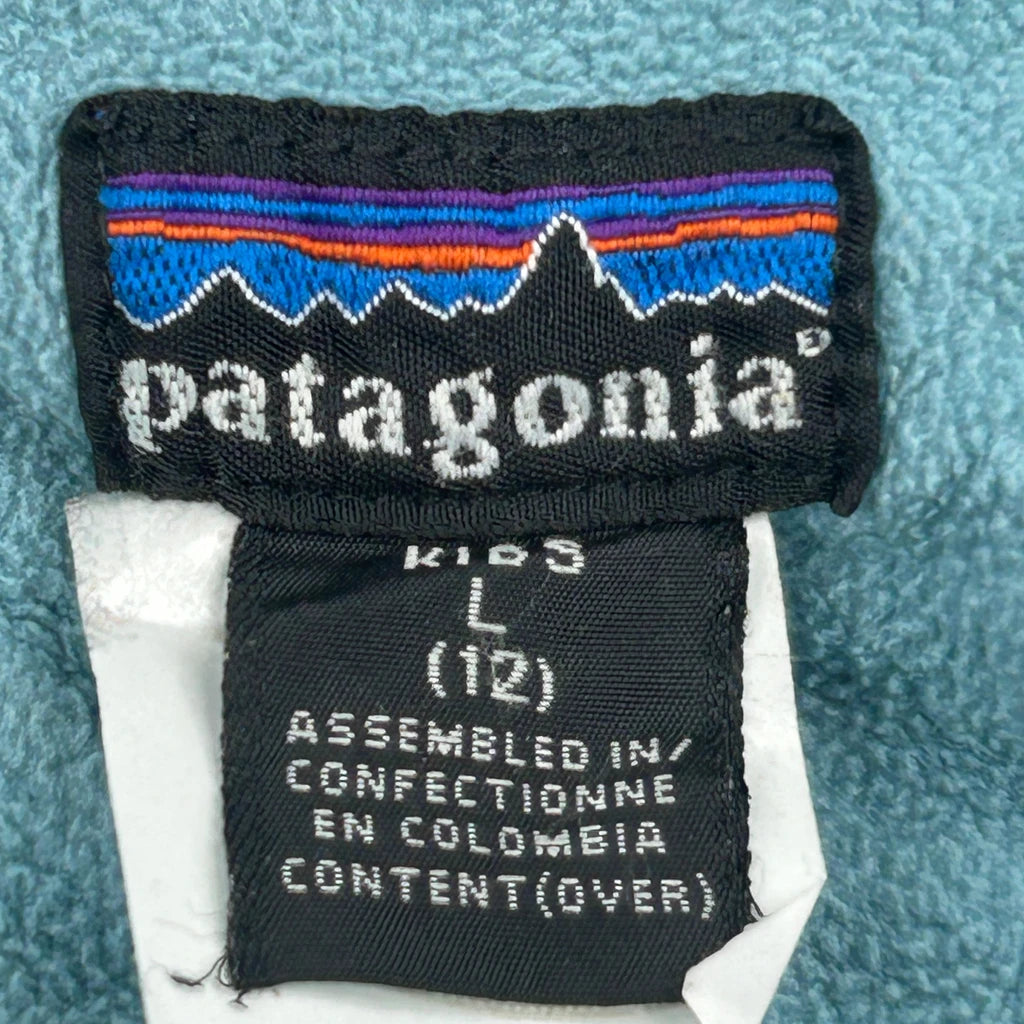 patagonia®
KIDS
L
(12)
ASSEMBLED IN/
CONFECTIONNE
EN COLOMBIA
CONTENT(OVER)